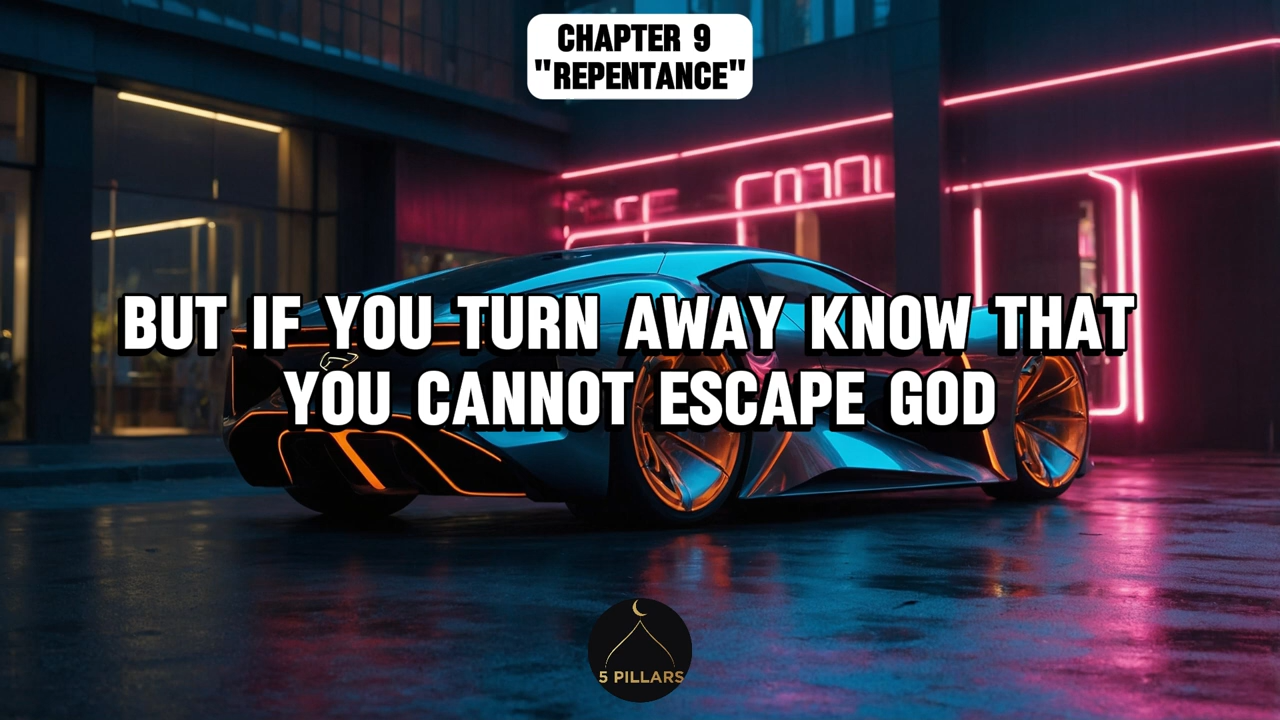 CHAPTER 9
"REPENTANCE"
BUT IF YOU TURN AWAY KNOW THAT
YOU CANNOT ESCAPE GOD
5 PILLARS